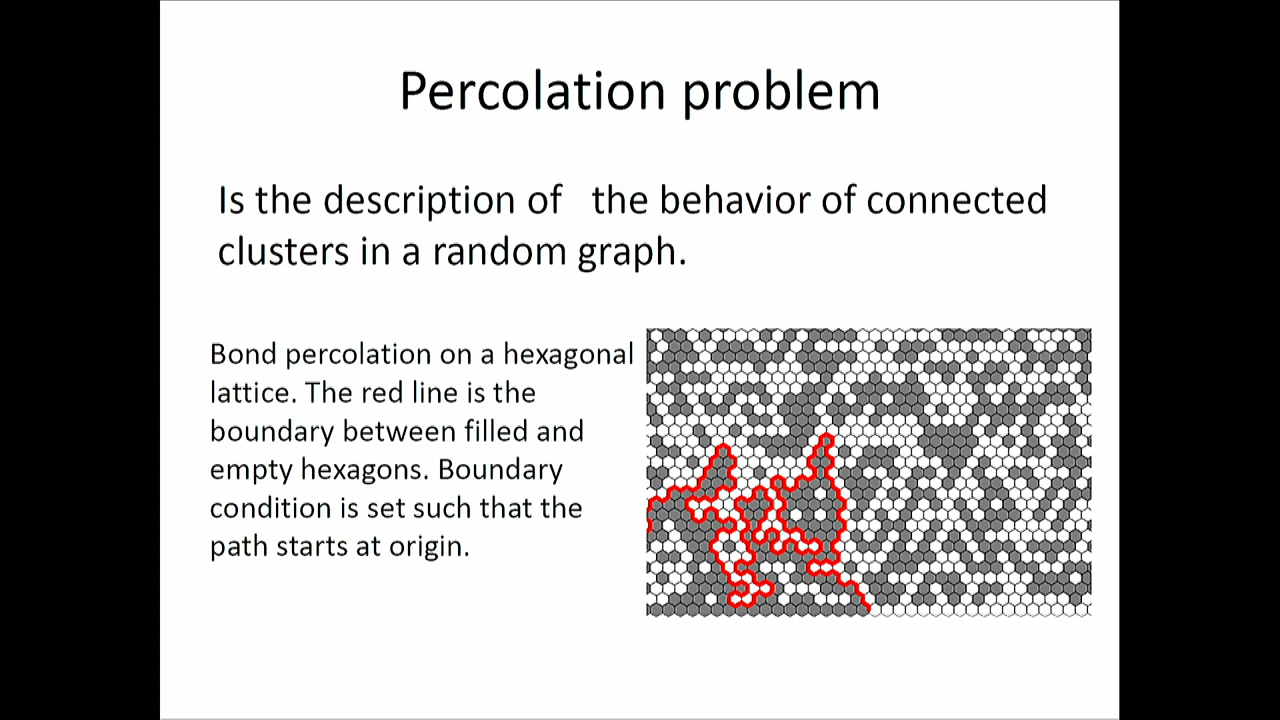 Percolation problem
Is the description of the behavior of connected
clusters in a random graph.
Bond percolation on a hexagonal
lattice. The red line is the
boundary between filled and
empty hexagons. Boundary
condition is set such that the
path starts at origin.